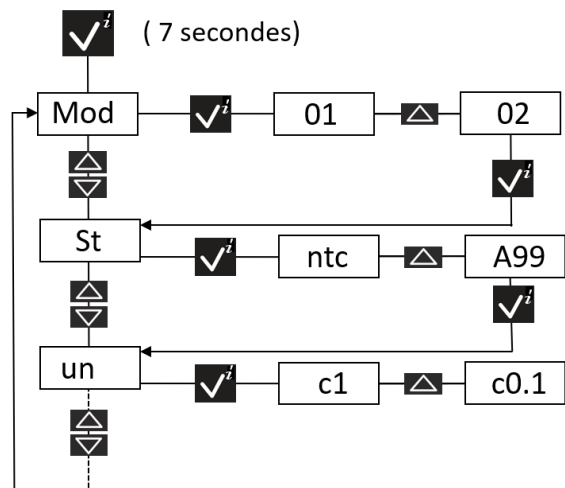 i ( 7 secondes)
Mod i 01 02
i
St i ntc A99
i
un i c1 c0.1